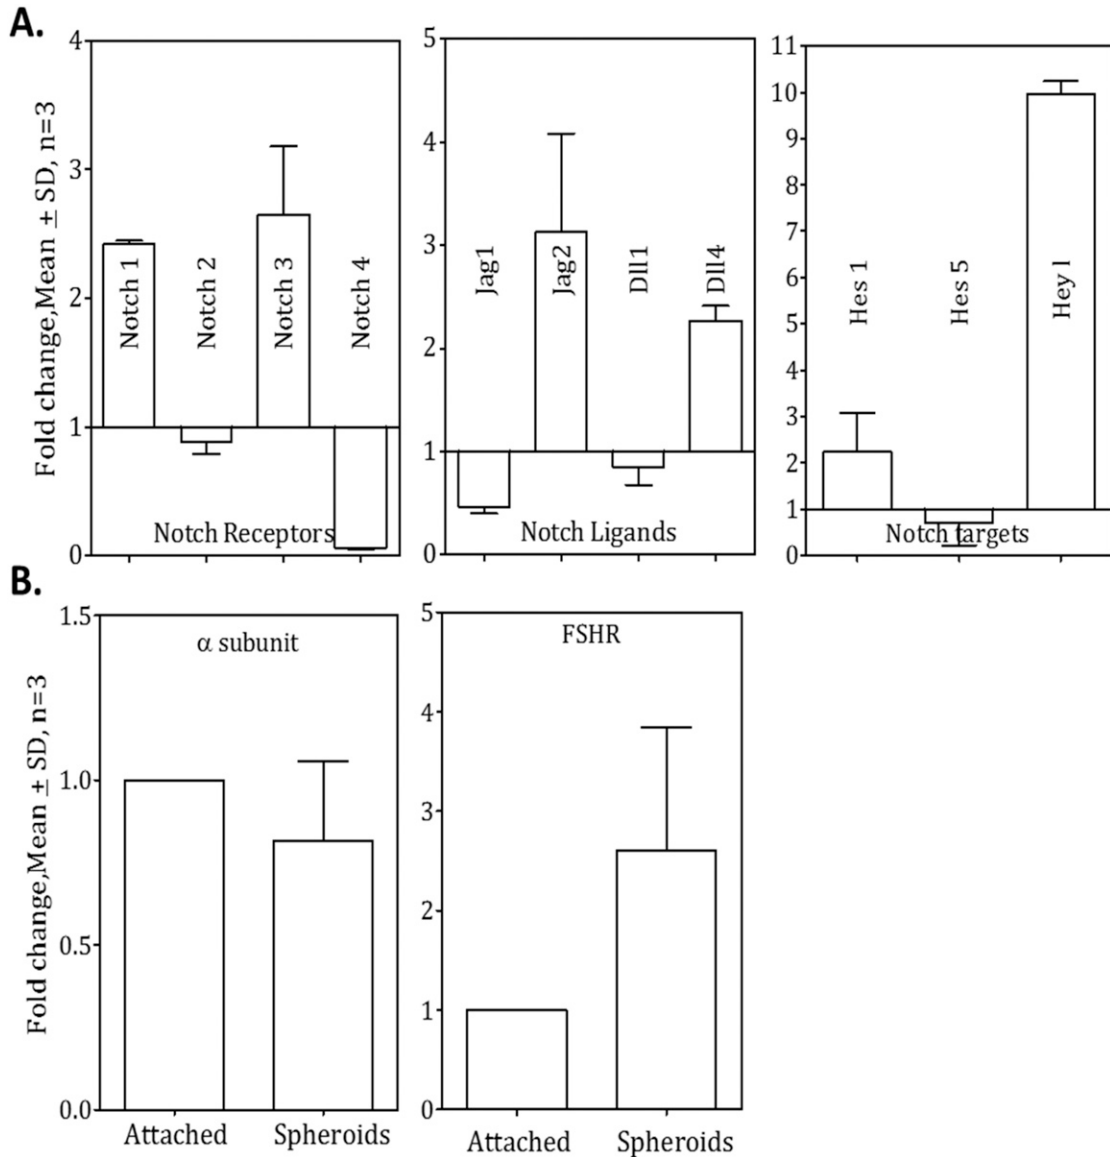 A.
Fold change,Mean ± SD, n=3
4
3
2
1
0
Notch 1
Notch 2
Notch 3
Notch 4
Notch Receptors
5
4
3
2
1
0
Jag1
Jag2
Dll1
Dll4
Notch Ligands
11
10
9
8
7
6
5
4
3
2
1
0
Hes 1
Hes 5
Hey l
Notch targets
B.
Fold change,Mean ± SD, n=3
1.5
1.0
0.5
0.0
α subunit
Attached
Spheroids
5
4
3
2
1
0
FSHR
Attached
Spheroids